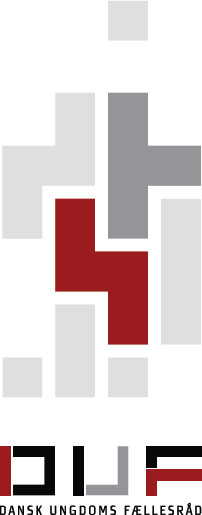 DUF
DANSK UNGDOMS FÆLLESRÅD